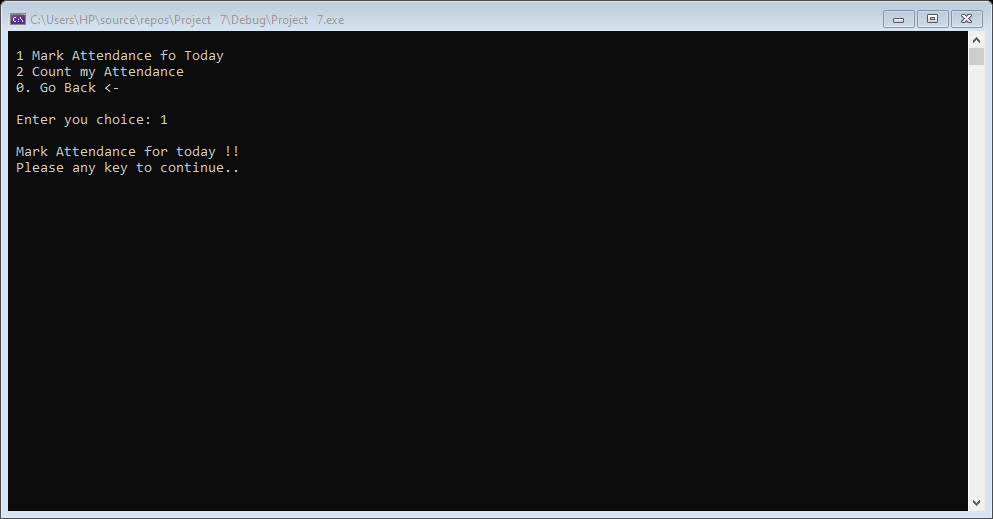 C:\Users\HP\source\repos\Project 7\Debug\Project 7.exe
1 Mark Attendance fo Today
2 Count my Attendance
0. Go Back <-
Enter you choice: 1
Mark Attendance for today !!
Please any key to continue..